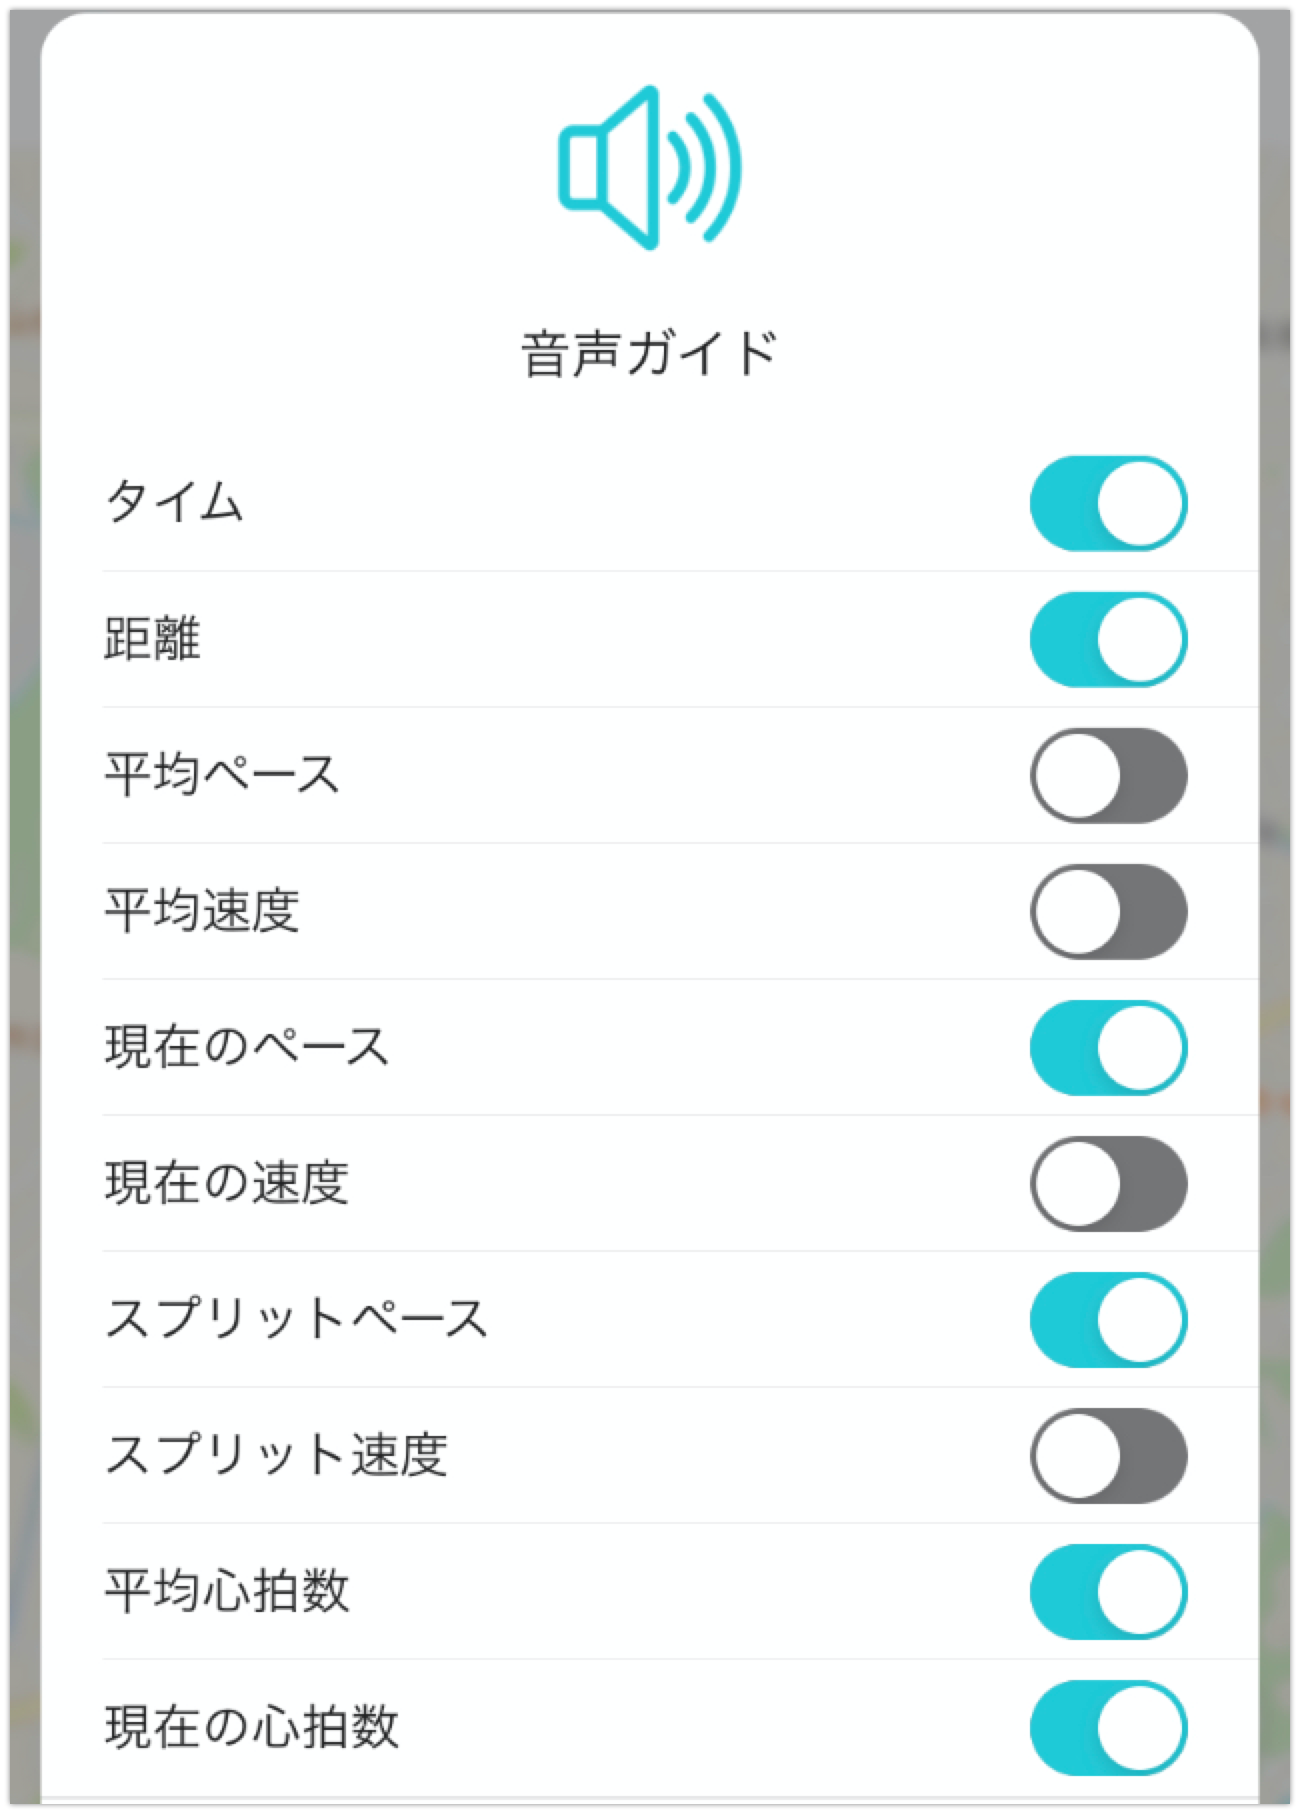 音声ガイド
タイム
距離
平均ペース
平均速度
現在のペース
現在の速度
スプリットペース
スプリット速度
平均心拍数
現在の心拍数